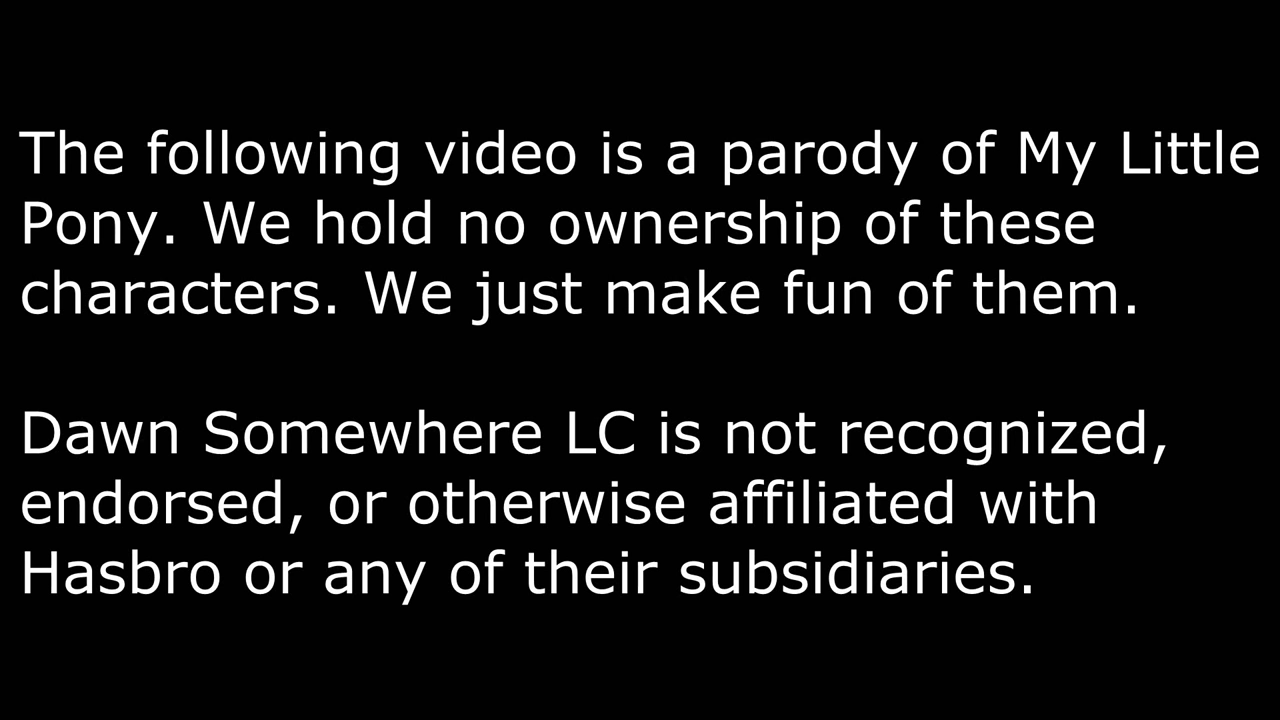 The following video is a parody of My Little
Pony. We hold no ownership of these
characters. We just make fun of them.
Dawn Somewhere LC is not recognized,
endorsed, or otherwise affiliated with
Hasbro or any of their subsidiaries.